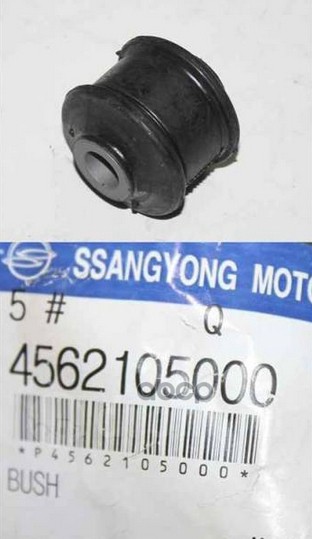 SSANGYONG MOTO
5 # Q
4562105000
*P4562105000*
BUSH